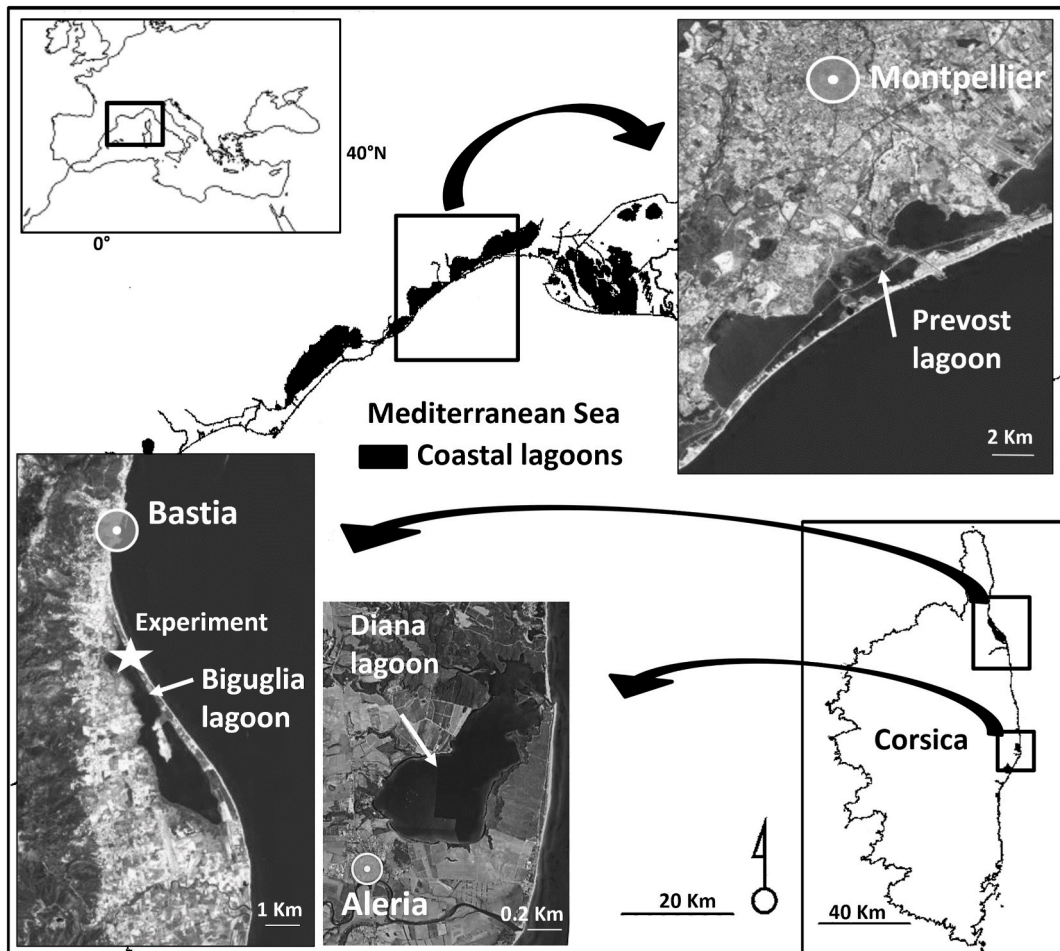 40°N
0°
Montpellier
Prevost
lagoon
2 Km
Mediterranean Sea
Coastal lagoons
Bastia
Experiment
Biguglia
lagoon
1 Km
Diana
lagoon
Aleria
0.2 Km
20 Km
Corsica
40 Km